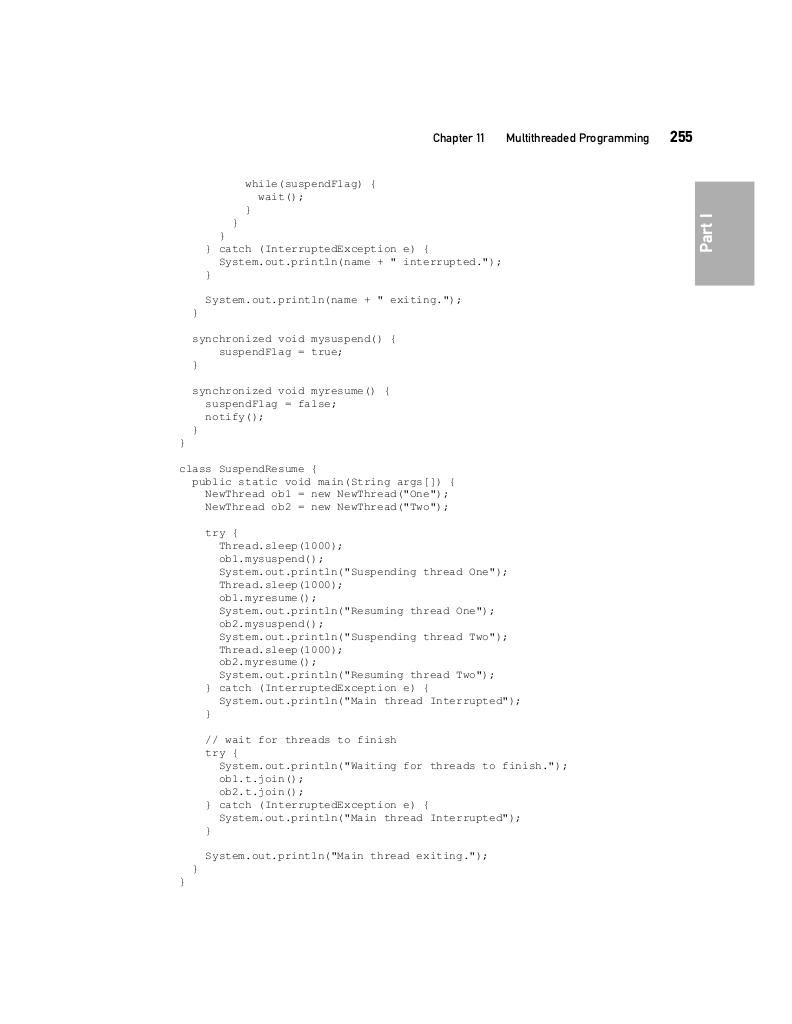 Chapter 11 Multithreaded Programming 255
Part I
while(suspendFlag) {
wait();
}
}
}
} catch (InterruptedException e) {
System.out.println(name + " interrupted.");
}
System.out.println(name + " exiting.");
}
synchronized void mysuspend() {
suspendFlag = true;
}
synchronized void myresume() {
suspendFlag = false;
notify();
}
}
class SuspendResume {
public static void main(String args[]) {
NewThread ob1 = new NewThread("One");
NewThread ob2 = new NewThread("Two");
try {
Thread.sleep(1000);
ob1.mysuspend();
System.out.println("Suspending thread One");
Thread.sleep(1000);
ob1.myresume();
System.out.println("Resuming thread One");
ob2.mysuspend();
System.out.println("Suspending thread Two");
Thread.sleep(1000);
ob2.myresume();
System.out.println("Resuming thread Two");
} catch (InterruptedException e) {
System.out.println("Main thread Interrupted");
}
// wait for threads to finish
try {
System.out.println("Waiting for threads to finish.");
ob1.t.join();
ob2.t.join();
} catch (InterruptedException e) {
System.out.println("Main thread Interrupted");
}
System.out.println("Main thread exiting.");
}
}